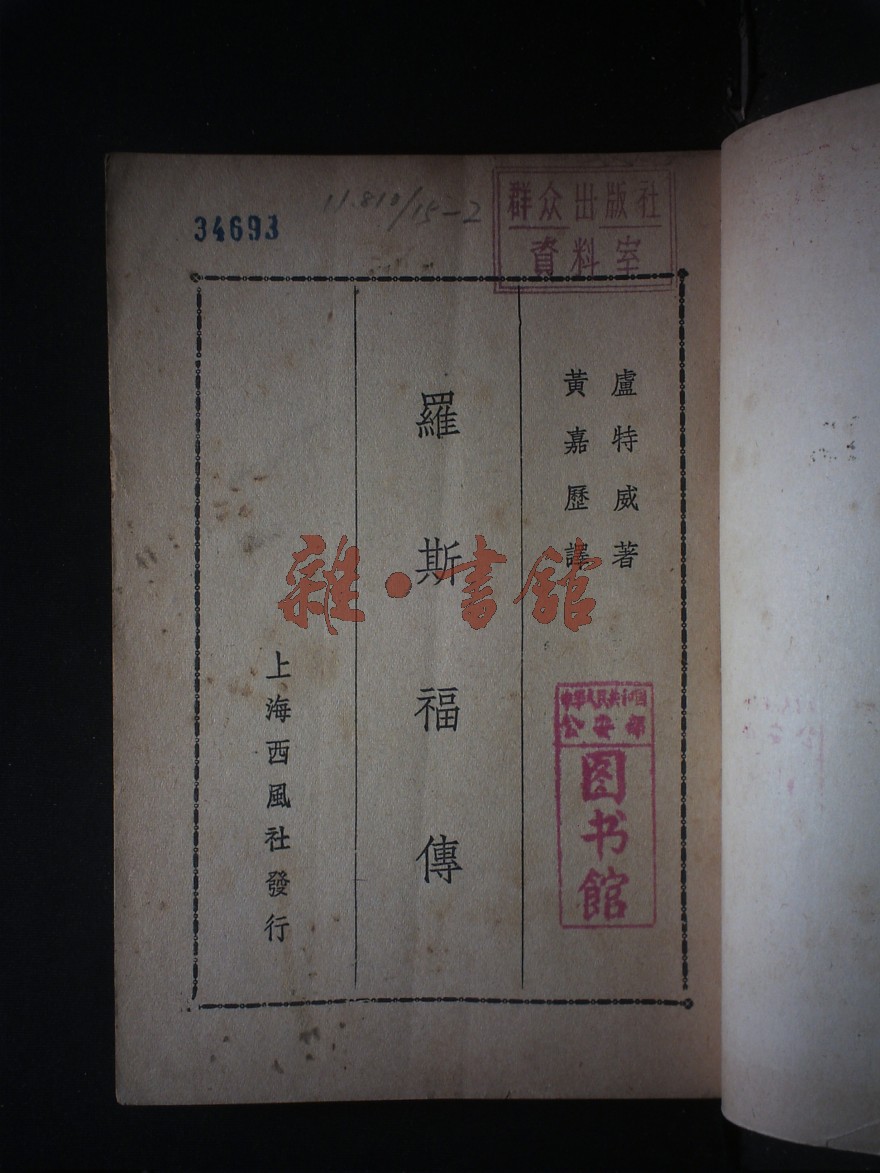 34693
11.810/15-2
群众出版社
資料室
盧特威著
黃嘉歷譯
羅斯福傳
上海西風社發行
雜·書館
中華人民共和国
公安部
图书馆